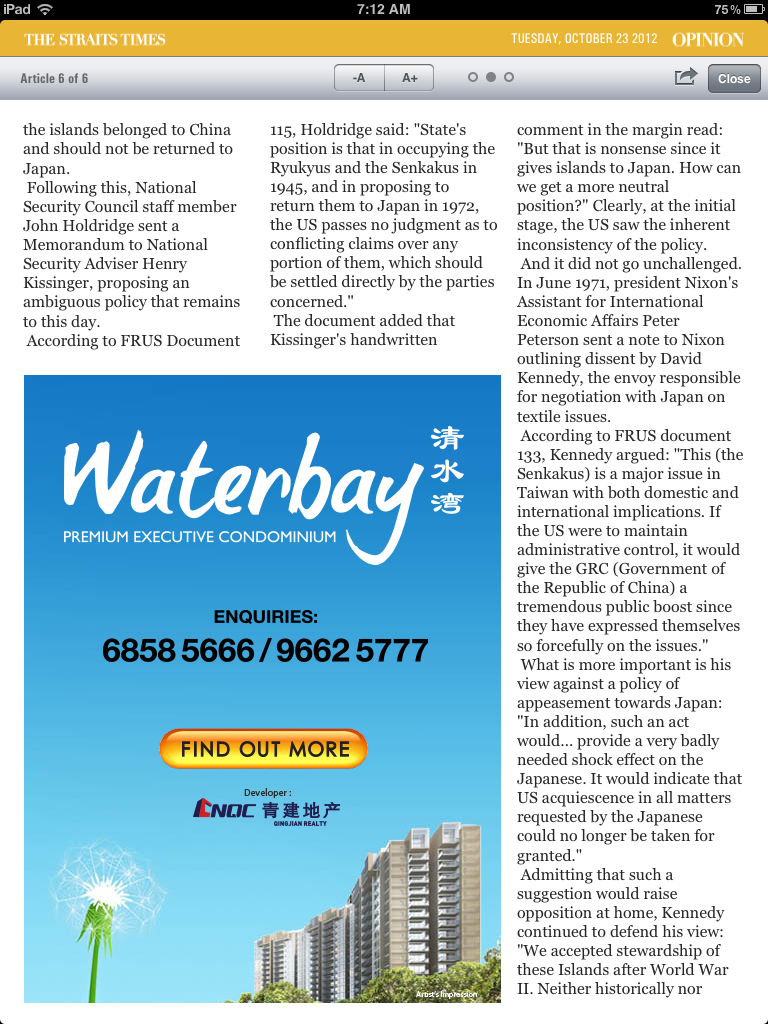 iPad 7:12 AM 75%
THE STRAITS TIMES TUESDAY, OCTOBER 23 2012 OPINION
Article 6 of 6 -A A+ Close
the islands belonged to China
and should not be returned to
Japan.
Following this, National
Security Council staff member
John Holdridge sent a
Memorandum to National
Security Adviser Henry
Kissinger, proposing an
ambiguous policy that remains
to this day.
According to FRUS Document
115, Holdridge said: "State's
position is that in occupying the
Ryukyus and the Senkakus in
1945, and in proposing to
return them to Japan in 1972,
the US passes no judgment as to
conflicting claims over any
portion of them, which should
be settled directly by the parties
concerned."
The document added that
Kissinger's handwritten
comment in the margin read:
"But that is nonsense since it
gives islands to Japan. How can
we get a more neutral
position?" Clearly, at the initial
stage, the US saw the inherent
inconsistency of the policy.
And it did not go unchallenged.
In June 1971, president Nixon's
Assistant for International
Economic Affairs Peter
Peterson sent a note to Nixon
outlining dissent by David
Kennedy, the envoy responsible
for negotiation with Japan on
textile issues.
According to FRUS document
133, Kennedy argued: "This (the
Senkakus) is a major issue in
Taiwan with both domestic and
international implications. If
the US were to maintain
administrative control, it would
give the GRC (Government of
the Republic of China) a
tremendous public boost since
they have expressed themselves
so forcefully on the issues."
What is more important is his
view against a policy of
appeasement towards Japan:
"In addition, such an act
would... provide a very badly
needed shock effect on the
Japanese. It would indicate that
US acquiescence in all matters
requested by the Japanese
could no longer be taken for
granted."
Admitting that such a
suggestion would raise
opposition at home, Kennedy
continued to defend his view:
"We accepted stewardship of
these Islands after World War
II. Neither historically nor
Waterbay
清水湾
PREMIUM EXECUTIVE CONDOMINIUM
ENQUIRIES:
6858 5666 / 9662 5777
FIND OUT MORE
Developer :
CNQC 青建地产
QINGJIAN REALTY
Artist's Impression